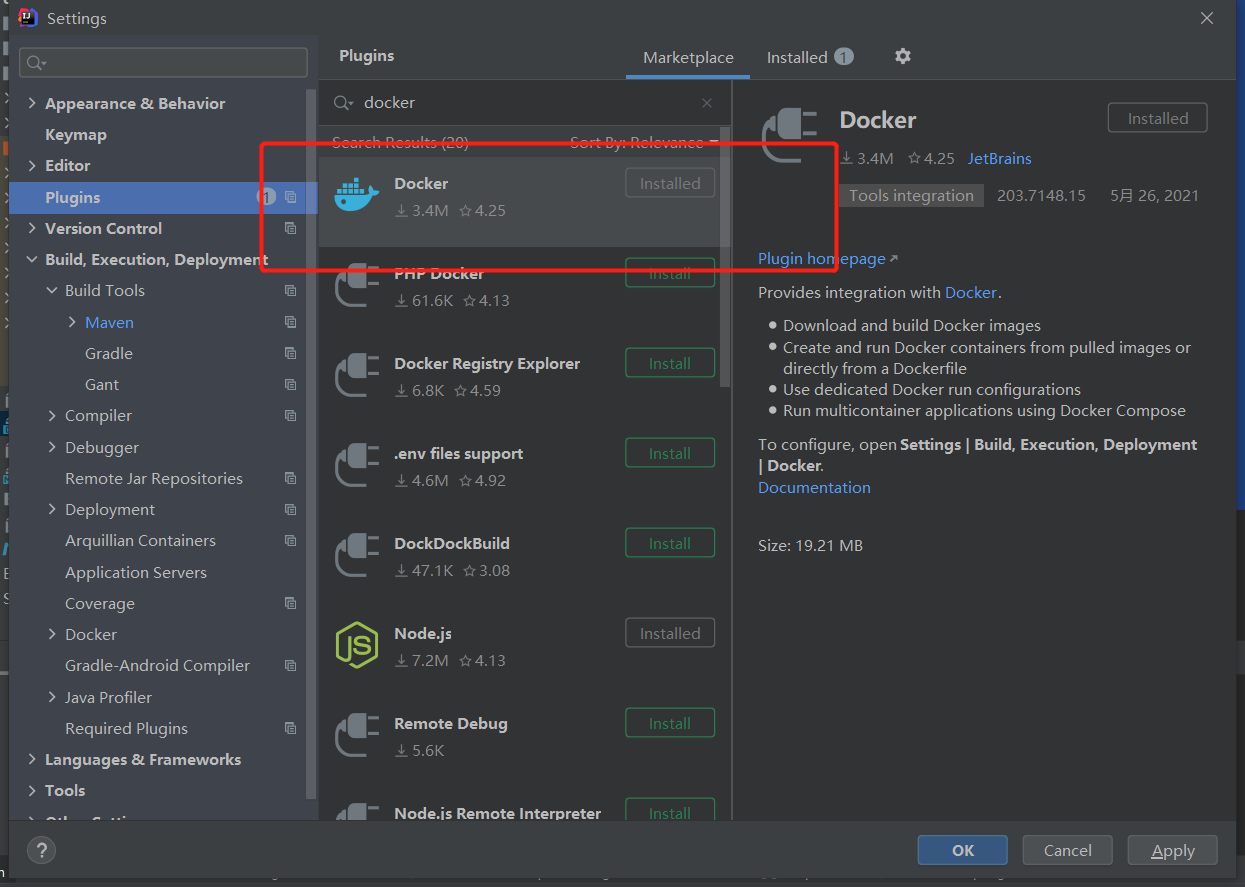 Settings
Plugins
Marketplace
Installed 1
docker
Search Results (20)
Sort By: Relevance
Appearance & Behavior
Keymap
Editor
Plugins 1
Version Control
Build, Execution, Deployment
Build Tools
Maven
Gradle
Gant
Compiler
Debugger
Remote Jar Repositories
Deployment
Arquillian Containers
Application Servers
Coverage
Docker
Gradle-Android Compiler
Java Profiler
Required Plugins
Languages & Frameworks
Tools
Docker
Installed
3.4M 4.25
PHP Docker
Install
61.6K 4.13
Docker Registry Explorer
Install
6.8K 4.59
.env files support
Install
4.6M 4.92
DockDockBuild
Install
47.1K 3.08
Node.js
Installed
7.2M 4.13
Remote Debug
Install
5.6K
Node.js Remote Interpreter
Install
Docker
Installed
3.4M 4.25 JetBrains
Tools integration 203.7148.15 5月 26, 2021
Plugin homepage
Provides integration with Docker.
Download and build Docker images
Create and run Docker containers from pulled images or
directly from a Dockerfile
Use dedicated Docker run configurations
Run multicontainer applications using Docker Compose
To configure, open Settings | Build, Execution, Deployment
| Docker.
Documentation
Size: 19.21 MB
?
OK
Cancel
Apply